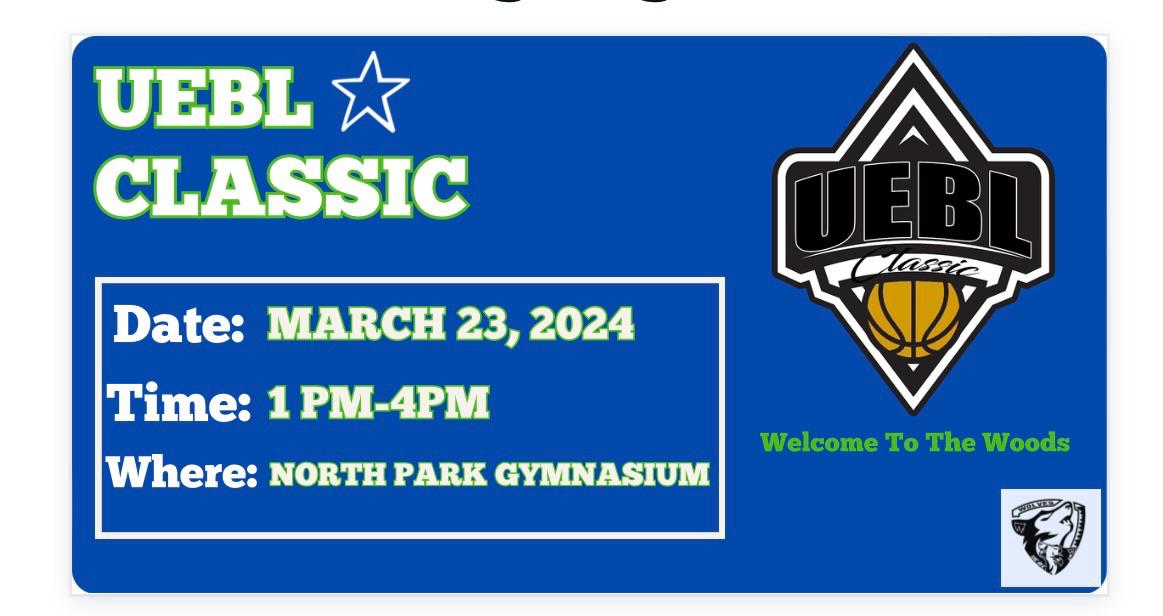 UEBL
CLASSIC
Date: MARCH 23, 2024
Time: 1 PM-4PM
Where: NORTH PARK GYMNASIUM
UEBL
Classic
Welcome To The Woods
WOLVES